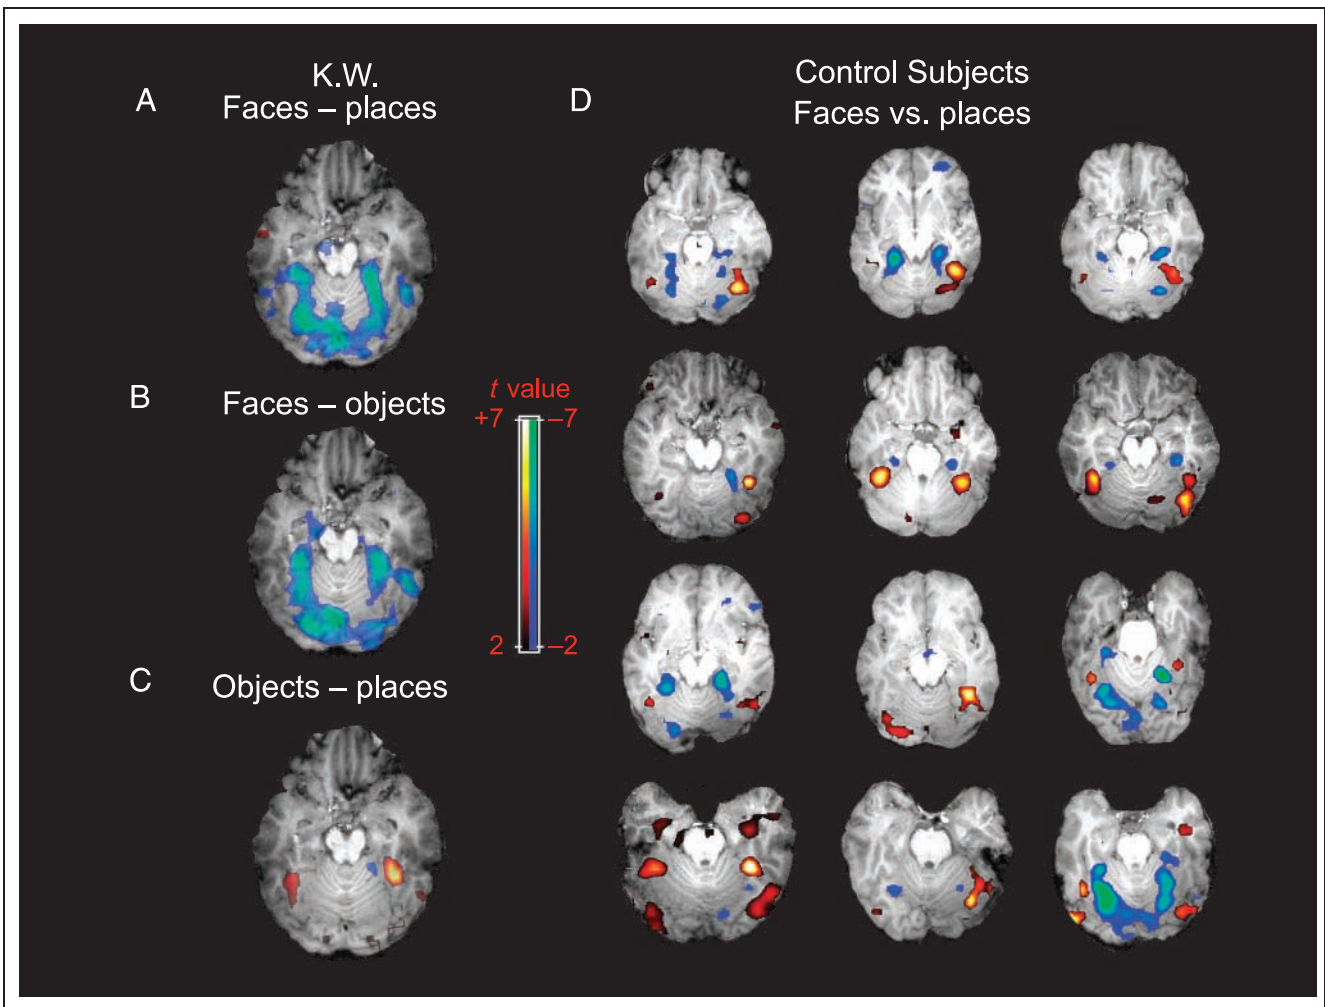 K.W.
A
Faces – places
B
Faces – objects
C
Objects – places
t value
+7
–7
2
–2
D
Control Subjects
Faces vs. places